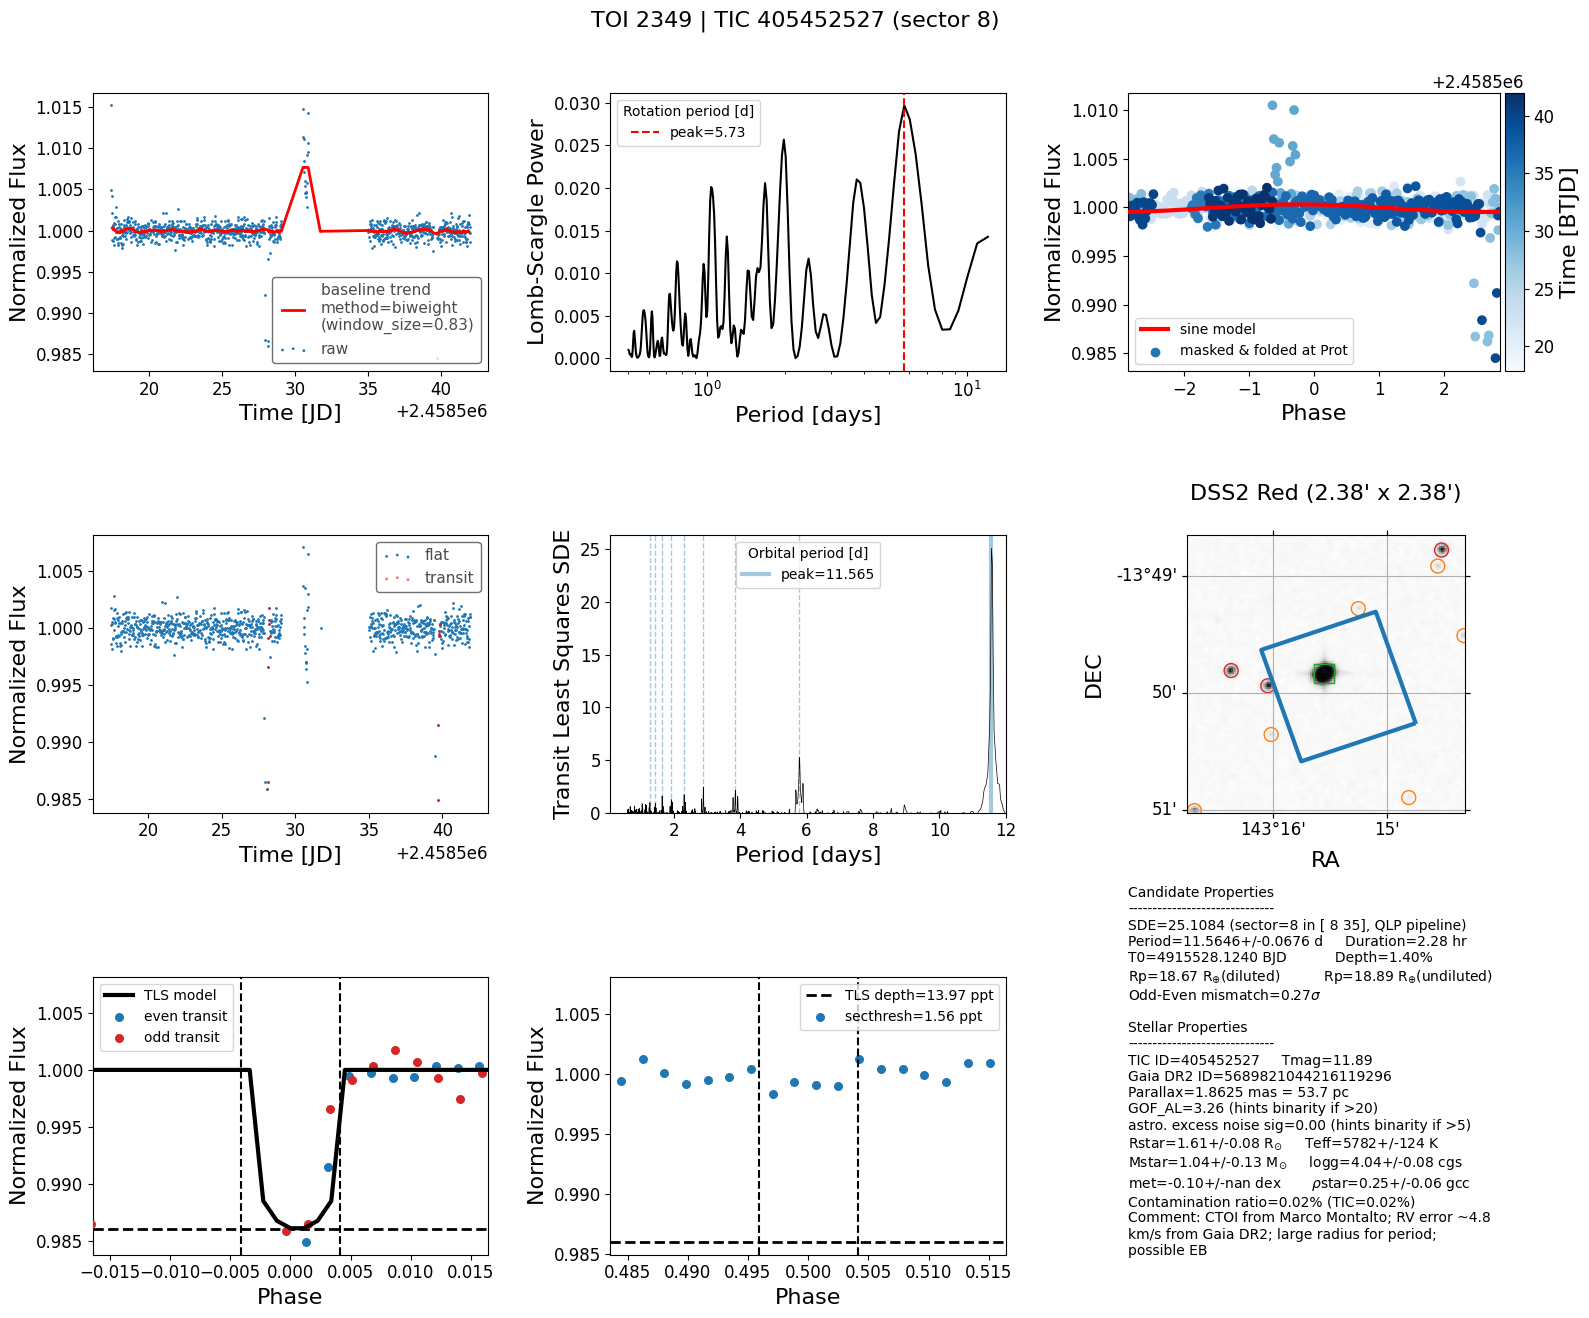 TOI 2349 | TIC 405452527 (sector 8)
Normalized Flux
1.015
1.010
1.005
1.000
0.995
0.990
0.985
baseline trend
method=biweight
(window_size=0.83)
raw
20 25 30 35 40
Time [JD]
+2.4585e6
Lomb-Scargle Power
0.030
0.025
0.020
0.015
0.010
0.005
0.000
Rotation period [d]
peak=5.73
10⁰ 10¹
Period [days]
Normalized Flux
1.010
1.005
1.000
0.995
0.990
0.985
sine model
masked & folded at Prot
−2 −1 0 1 2
Phase
+2.4585e6
40
35
30
25
20
Time [BTJD]
Normalized Flux
1.005
1.000
0.995
0.990
0.985
flat
transit
20 25 30 35 40
Time [JD]
+2.4585e6
Transit Least Squares SDE
25
20
15
10
5
0
Orbital period [d]
peak=11.565
2 4 6 8 10 12
Period [days]
DSS2 Red (2.38' x 2.38')
DEC
-13°49'
50'
51'
143°16' 15'
RA
Normalized Flux
1.005
1.000
0.995
0.990
0.985
TLS model
even transit
odd transit
−0.015 −0.010 −0.005 0.000 0.005 0.010 0.015
Phase
Normalized Flux
1.005
1.000
0.995
0.990
0.985
TLS depth=13.97 ppt
secthresh=1.56 ppt
0.485 0.490 0.495 0.500 0.505 0.510 0.515
Phase
Candidate Properties
------------------------------
SDE=25.1084 (sector=8 in [ 8 35], QLP pipeline)
Period=11.5646+/-0.0676 d Duration=2.28 hr
T0=4915528.1240 BJD Depth=1.40%
Rp=18.67 R⊕(diluted) Rp=18.89 R⊕(undiluted)
Odd-Even mismatch=0.27σ
Stellar Properties
------------------------------
TIC ID=405452527 Tmag=11.89
Gaia DR2 ID=5689821044216119296
Parallax=1.8625 mas = 53.7 pc
GOF_AL=3.26 (hints binarity if >20)
astro. excess noise sig=0.00 (hints binarity if >5)
Rstar=1.61+/-0.08 R⊙ Teff=5782+/-124 K
Mstar=1.04+/-0.13 M⊙ logg=4.04+/-0.08 cgs
met=-0.10+/-nan dex ρstar=0.25+/-0.06 gcc
Contamination ratio=0.02% (TIC=0.02%)
Comment: CTOI from Marco Montalto; RV error ~4.8
km/s from Gaia DR2; large radius for period;
possible EB